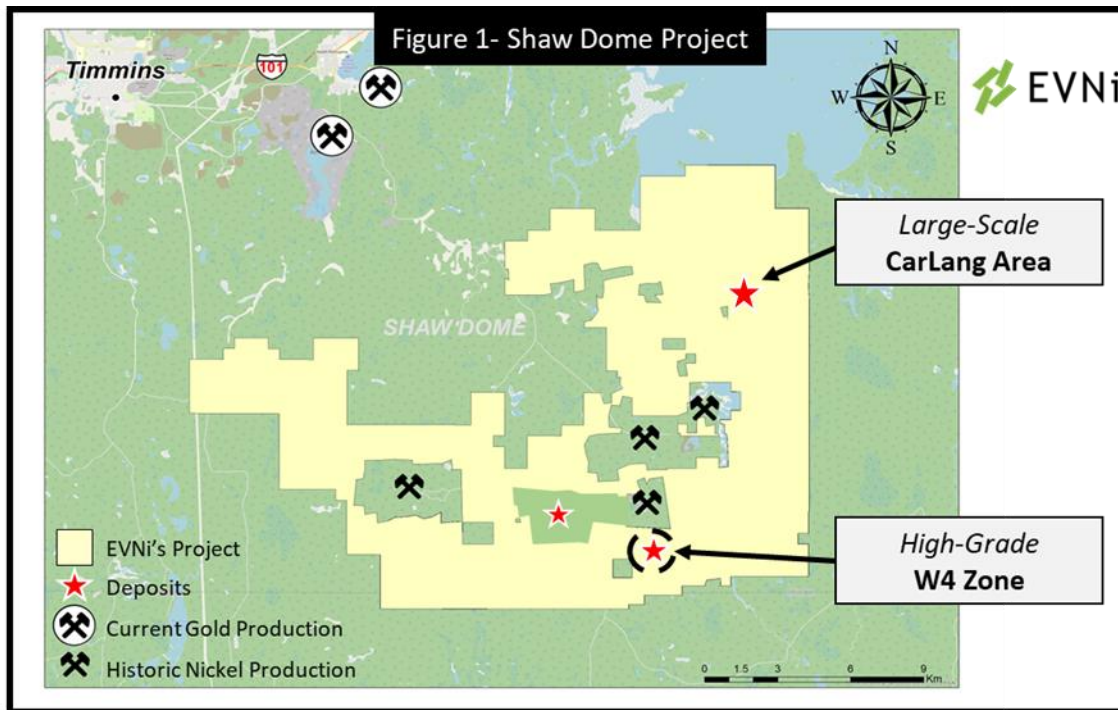 Figure 1- Shaw Dome Project
Timmins
101
N
W
E
S
EVNi
Large-Scale
CarLang Area
SHAW DOME
High-Grade
W4 Zone
EVNi's Project
Deposits
Current Gold Production
Historic Nickel Production
0 1.5 3 6 9
Km